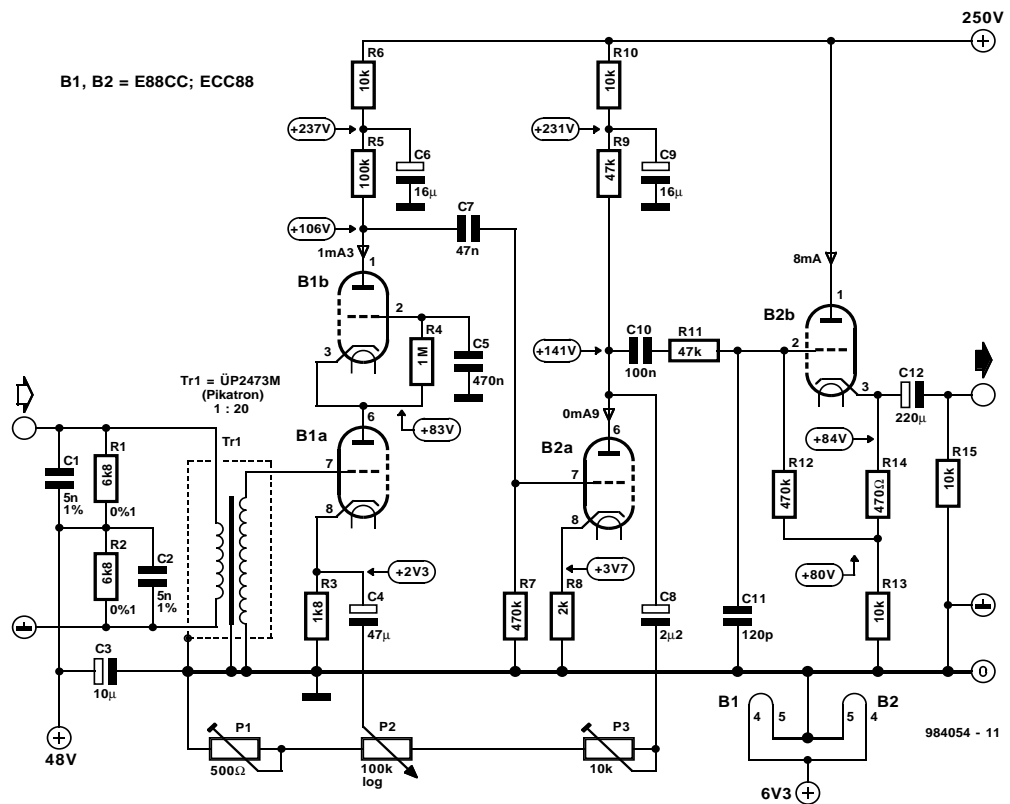 250V
B1, B2 = E88CC; ECC88
R6
10k
R10
10k
+237V
+231V
R5
100k
C6
16µ
R9
47k
C9
16µ
+106V
C7
47n
1mA3
1
8mA
B1b
2
3
R4
1M
C5
470n
B2b
1
2
3
+141V
C10
100n
R11
47k
C12
220µ
Tr1 = ÜP2473M
(Pikatron)
1 : 20
Tr1
6
+83V
B1a
7
8
0mA9
6
B2a
7
8
+84V
R12
470k
R14
470Ω
R15
10k
C1
5n
1%
R1
6k8
0%1
R2
6k8
0%1
C2
5n
1%
+2V3
+3V7
+80V
R3
1k8
C4
47µ
R7
470k
R8
2k
C8
2µ2
C11
120p
R13
10k
C3
10µ
0
48V
P1
500Ω
P2
100k
log
P3
10k
B1
4
5
5
4
B2
984054 - 11
6V3